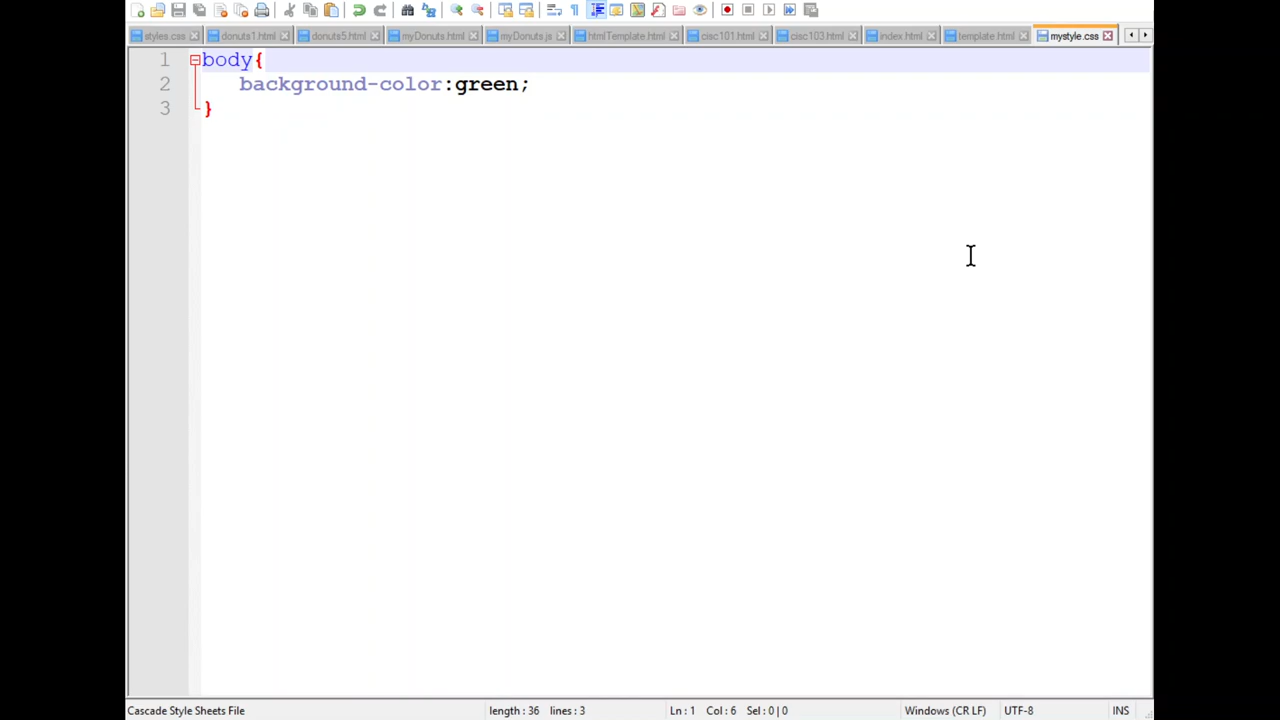 styles.css donuts1.html donuts5.html myDonuts.html myDonuts.js htmlTemplate.html cisc101.html cisc103.html index.html template.html mystyle.css
1 body{
2 background-color:green;
3 }
Cascade Style Sheets File length : 36 lines : 3 Ln : 1 Col : 6 Sel : 0 | 0 Windows (CR LF) UTF-8 INS